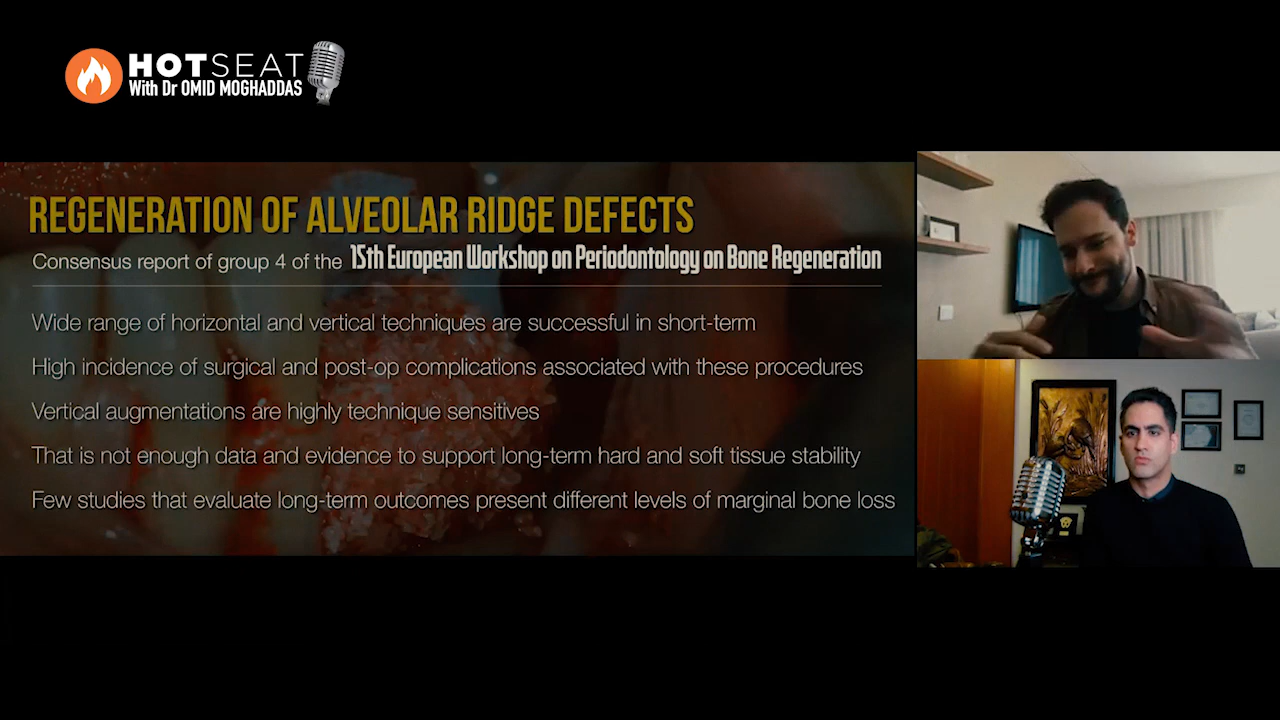 HOTSEAT
With Dr OMID MOGHADDAS
REGENERATION OF ALVEOLAR RIDGE DEFECTS
Consensus report of group 4 of the 15th European Workshop on Periodontology on Bone Regeneration
Wide range of horizontal and vertical techniques are successful in short-term
High incidence of surgical and post-op complications associated with these procedures
Vertical augmentations are highly technique sensitives
That is not enough data and evidence to support long-term hard and soft tissue stability
Few studies that evaluate long-term outcomes present different levels of marginal bone loss